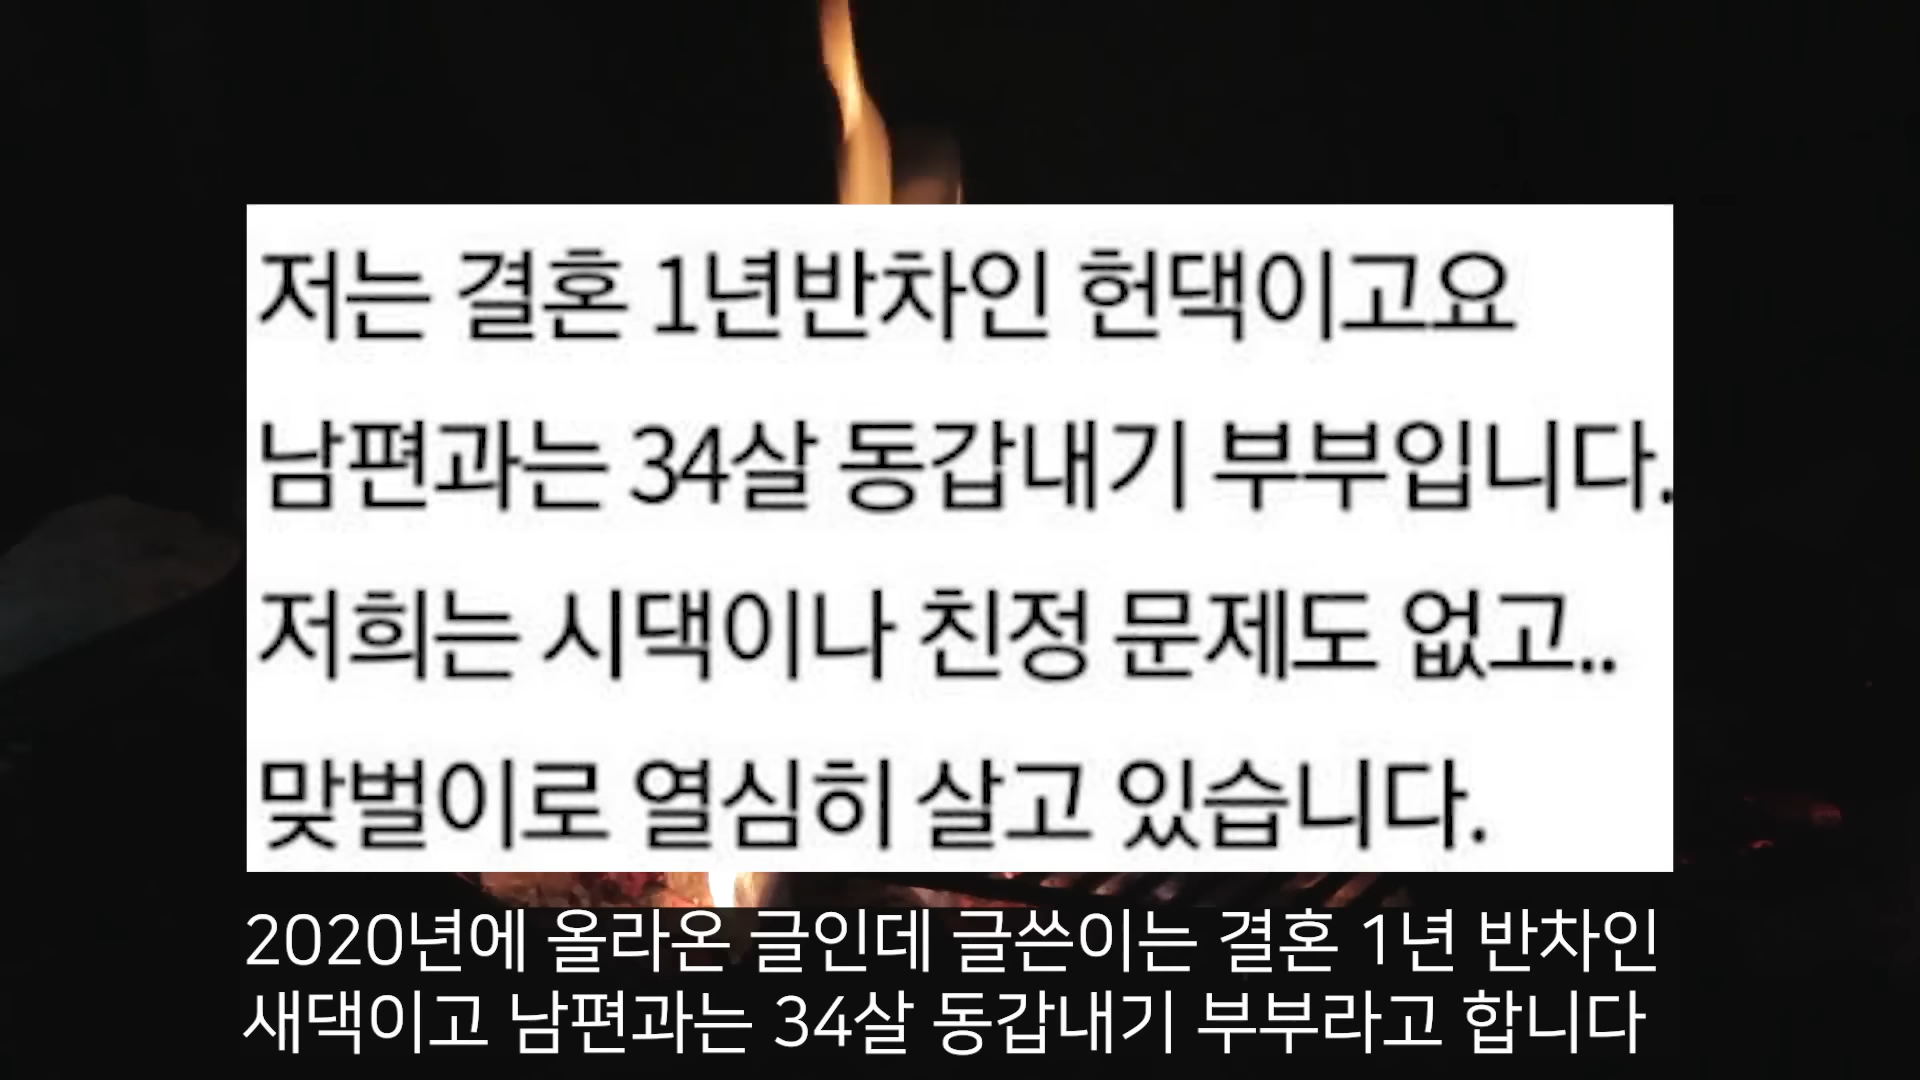 저는 결혼 1년반차인 헌댁이고요
남편과는 34살 동갑내기 부부입니다.
저희는 시댁이나 친정 문제도 없고..
맞벌이로 열심히 살고 있습니다.
2020년에 올라온 글인데 글쓴이는 결혼 1년 반차인
새댁이고 남편과는 34살 동갑내기 부부라고 합니다